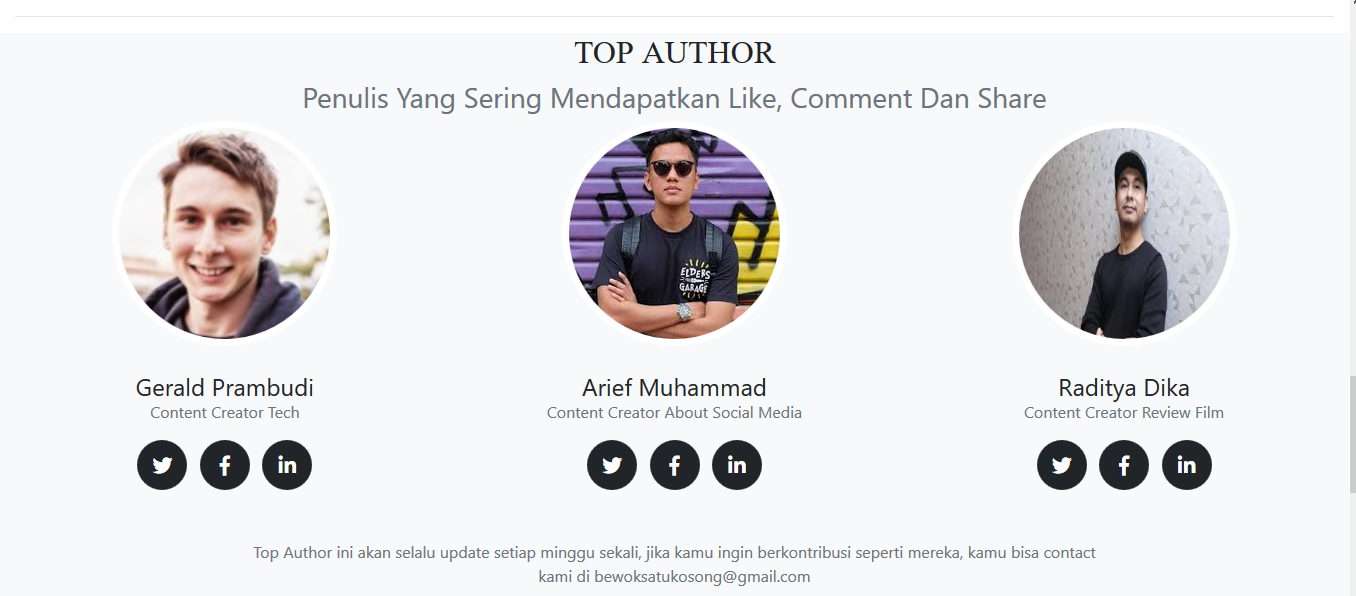 TOP AUTHOR
Penulis Yang Sering Mendapatkan Like, Comment Dan Share
ELDERS
GARAGE
Gerald Prambudi
Content Creator Tech
Arief Muhammad
Content Creator About Social Media
Raditya Dika
Content Creator Review Film
Top Author ini akan selalu update setiap minggu sekali, jika kamu ingin berkontribusi seperti mereka, kamu bisa contact
kami di bewoksatukosong@gmail.com